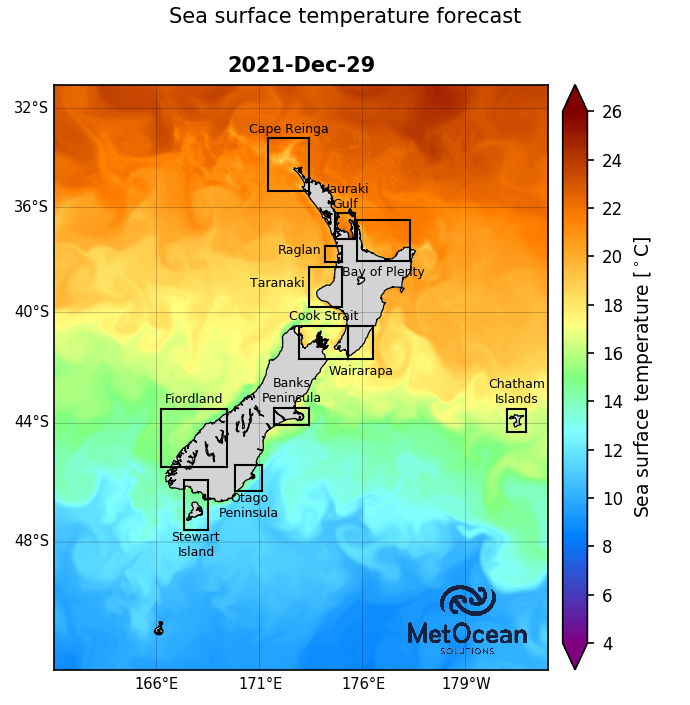 Sea surface temperature forecast
2021-Dec-29
32°S
36°S
40°S
44°S
48°S
Cape Reinga
Hauraki
Gulf
Raglan
Bay of Plenty
Taranaki
Cook Strait
Wairarapa
Banks
Peninsula
Chatham
Islands
Fiordland
Otago
Peninsula
Stewart
Island
MetOcean
SOLUTIONS
166°E
171°E
176°E
179°W
26
24
22
20
18
16
14
12
10
8
6
4
Sea surface temperature [°C]